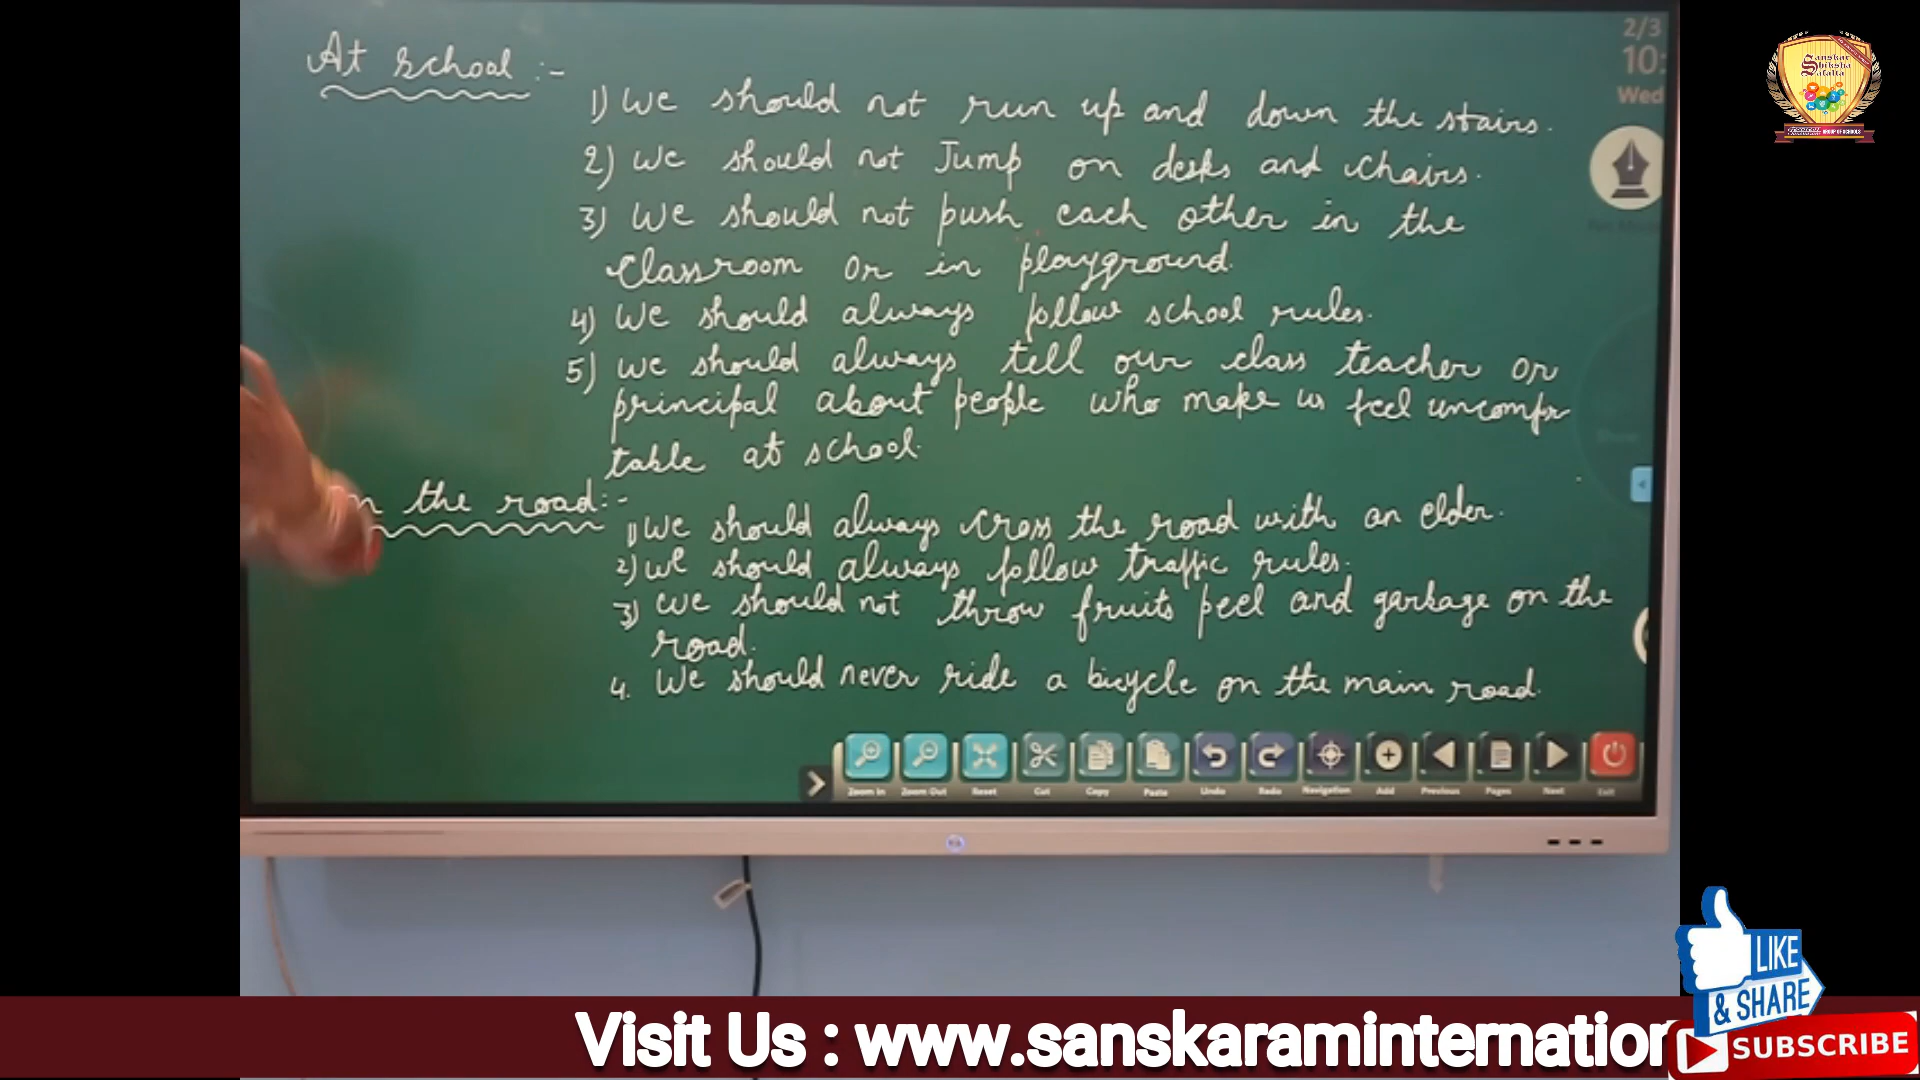 At school :-
1) We should not run up and down the stairs.
2) We should not Jump on desks and chairs.
3) We should not push each other in the
classroom or in playground.
4) We should always follow school rules.
5) We should always tell our class teacher or
principal about people who make us feel uncomfor
table at school.
n the road:-
1) We should always cross the road with an elder.
2) We should always follow traffic rules.
3) We should not throw fruits peel and garbage on the
road.
4. We should never ride a bicycle on the main road.
2/3
10:
Wed
Zoom In Zoom Out Reset Cut Copy Paste Undo Redo Navigation Add Previous Pages Next Exit
Sanskar
Shiksha
Safalta
GROUP OF SCHOOLS
LIKE
& SHARE
Visit Us : www.sanskaraminternation
SUBSCRIBE